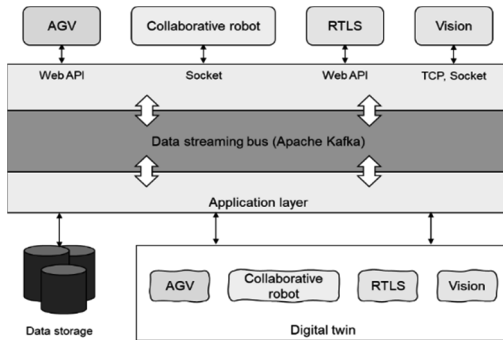 AGV
Collaborative robot
RTLS
Vision
Web API
Socket
Web API
TCP, Socket
Data streaming bus (Apache Kafka)
Application layer
AGV
Collaborative
robot
RTLS
Vision
Data storage
Digital twin